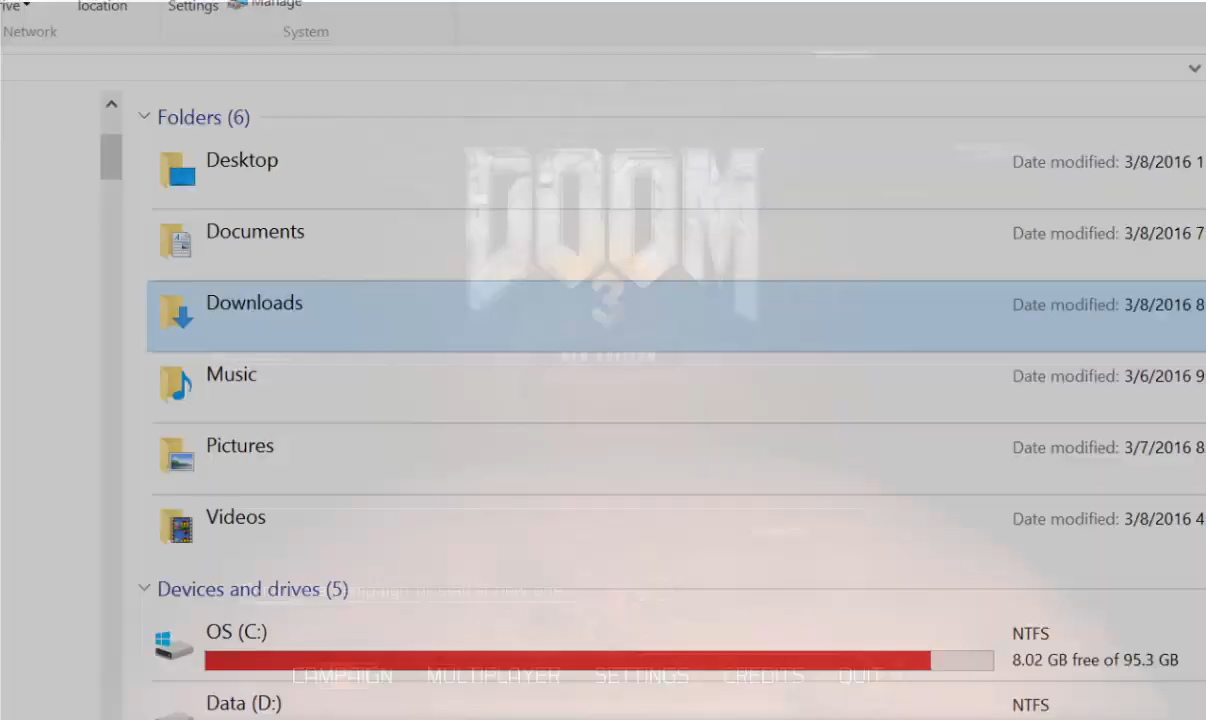 ive location Settings Manage
Network System
Folders (6)
Desktop Date modified: 3/8/2016 1
Documents Date modified: 3/8/2016 7
DOOM
3
Downloads Date modified: 3/8/2016 8
Music Date modified: 3/6/2016 9
Pictures Date modified: 3/7/2016 8
Videos Date modified: 3/8/2016 4
Devices and drives (5)
OS (C:) NTFS
8.02 GB free of 95.3 GB
CAMPAIGN MULTIPLAYER SETTINGS CREDITS QUIT
Data (D:) NTFS